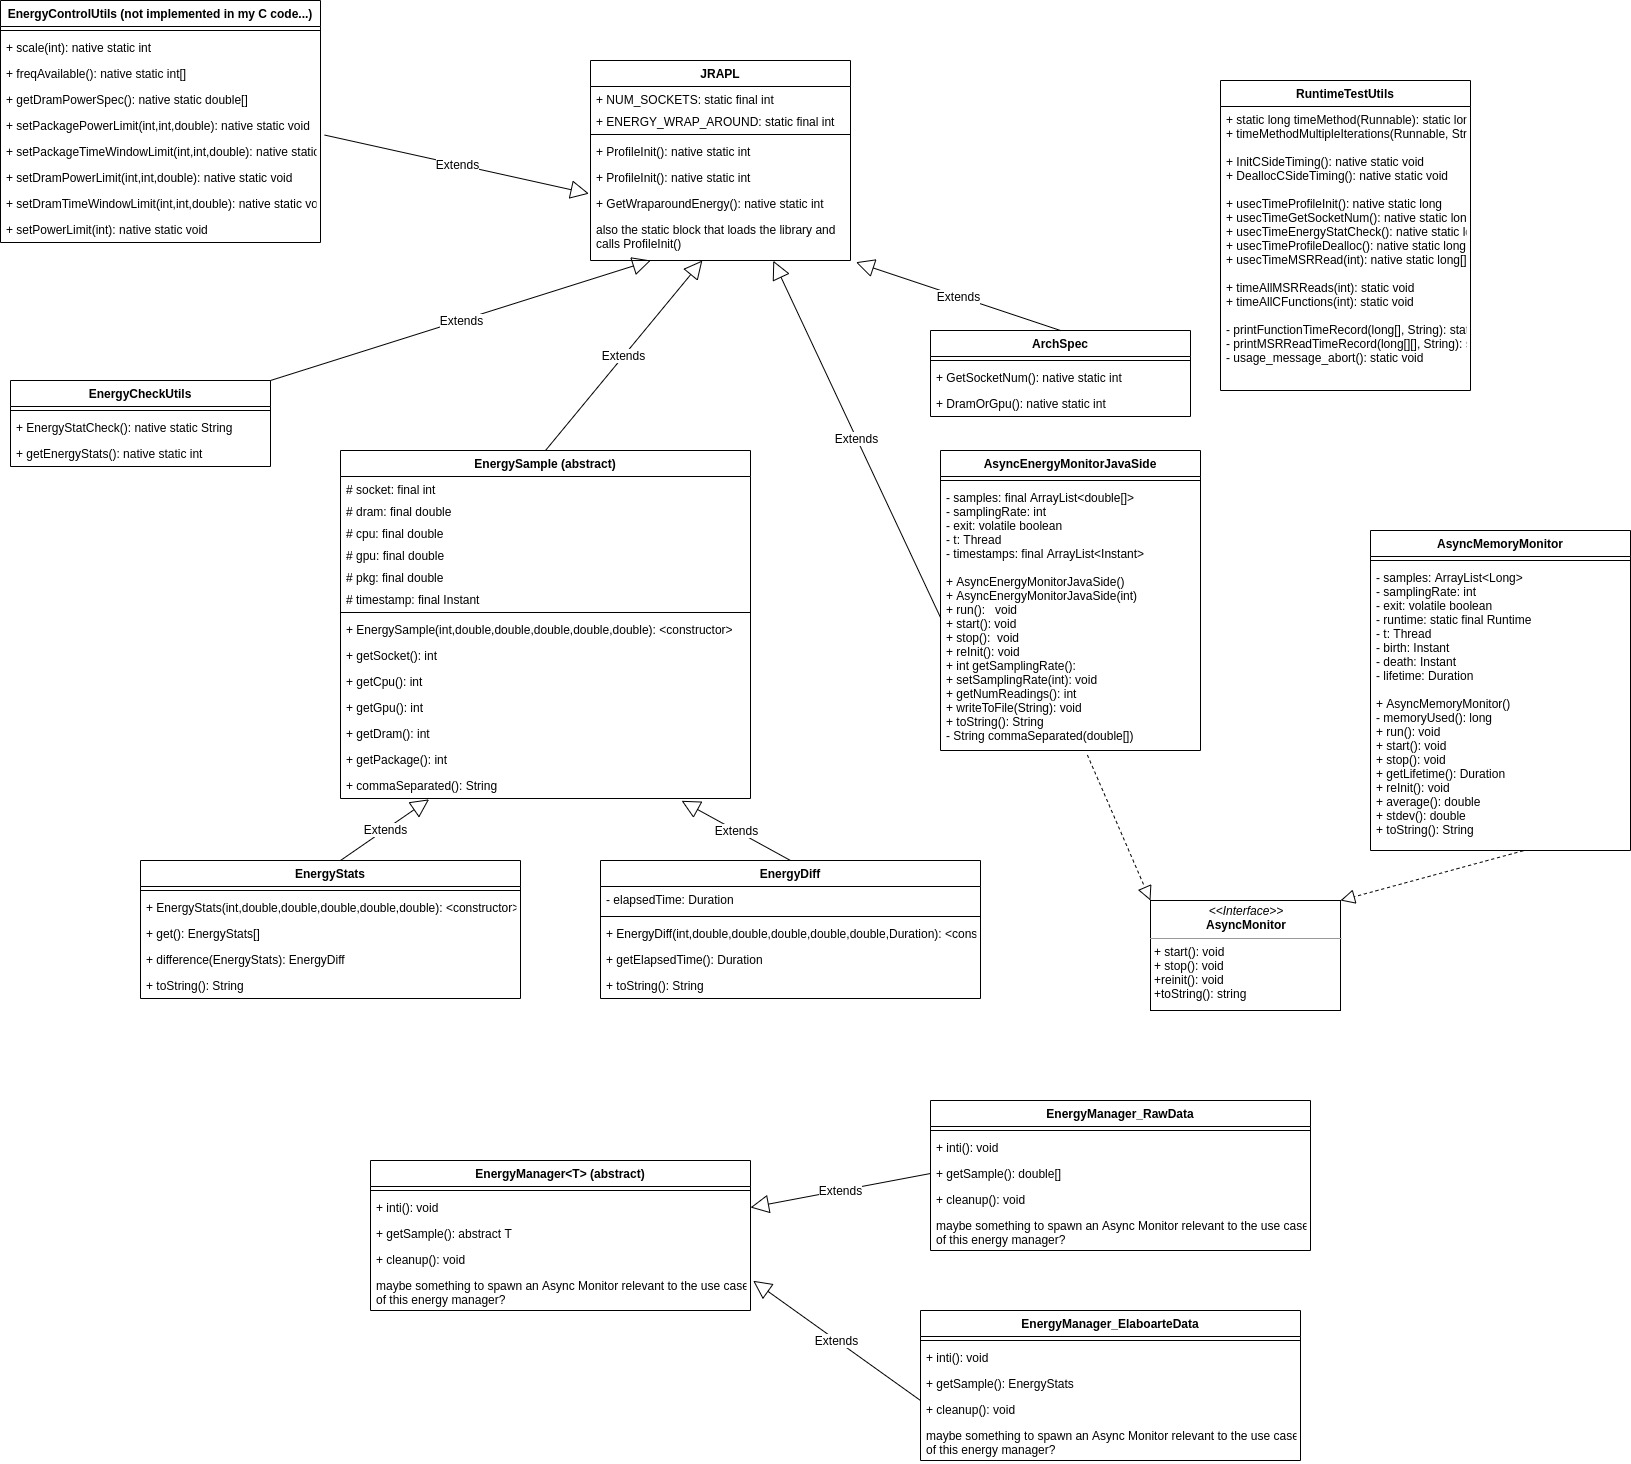 EnergyControlUtils (not implemented in my C code...)
+ scale(int): native static int
+ freqAvailable(): native static int[]
+ getDramPowerSpec(): native static double[]
+ setPackagePowerLimit(int,int,double): native static void
+ setPackageTimeWindowLimit(int,int,double): native static
+ setDramPowerLimit(int,int,double): native static void
+ setDramTimeWindowLimit(int,int,double): native static vo
+ setPowerLimit(int): native static void
Extends
JRAPL
+ NUM_SOCKETS: static final int
+ ENERGY_WRAP_AROUND: static final int
+ ProfileInit(): native static int
+ ProfileInit(): native static int
+ GetWraparoundEnergy(): native static int
also the static block that loads the library and
calls ProfileInit()
RuntimeTestUtils
+ static long timeMethod(Runnable): static lon
+ timeMethodMultipleIterations(Runnable, Str
+ InitCSideTiming(): native static void
+ DeallocCSideTiming(): native static void
+ usecTimeProfileInit(): native static long
+ usecTimeGetSocketNum(): native static lon
+ usecTimeEnergyStatCheck(): native static l
+ usecTimeProfileDealloc(): native static long
+ usecTimeMSRRead(int): native static long[]
+ timeAllMSRReads(int): static void
+ timeAllCFunctions(int): static void
- printFunctionTimeRecord(long[], String): stat
- printMSRReadTimeRecord(long[][], String):
- usage_message_abort(): static void
Extends
Extends
Extends
Extends
ArchSpec
+ GetSocketNum(): native static int
+ DramOrGpu(): native static int
EnergyCheckUtils
+ EnergyStatCheck(): native static String
+ getEnergyStats(): native static int
EnergySample (abstract)
# socket: final int
# dram: final double
# cpu: final double
# gpu: final double
# pkg: final double
# timestamp: final Instant
+ EnergySample(int,double,double,double,double,double): <constructor>
+ getSocket(): int
+ getCpu(): int
+ getGpu(): int
+ getDram(): int
+ getPackage(): int
+ commaSeparated(): String
AsyncEnergyMonitorJavaSide
- samples: final ArrayList<double[]>
- samplingRate: int
- exit: volatile boolean
- t: Thread
- timestamps: final ArrayList<Instant>
+ AsyncEnergyMonitorJavaSide()
+ AsyncEnergyMonitorJavaSide(int)
+ run(): void
+ start(): void
+ stop(): void
+ reInit(): void
+ int getSamplingRate():
+ setSamplingRate(int): void
+ getNumReadings(): int
+ writeToFile(String): void
+ toString(): String
- String commaSeparated(double[])
AsyncMemoryMonitor
- samples: ArrayList<Long>
- samplingRate: int
- exit: volatile boolean
- runtime: static final Runtime
- t: Thread
- birth: Instant
- death: Instant
- lifetime: Duration
+ AsyncMemoryMonitor()
- memoryUsed(): long
+ run(): void
+ start(): void
+ stop(): void
+ getLifetime(): Duration
+ reInit(): void
+ average(): double
+ stdev(): double
+ toString(): String
Extends
Extends
EnergyStats
+ EnergyStats(int,double,double,double,double,double): <constructor>
+ get(): EnergyStats[]
+ difference(EnergyStats): EnergyDiff
+ toString(): String
EnergyDiff
- elapsedTime: Duration
+ EnergyDiff(int,double,double,double,double,double,Duration): <cons
+ getElapsedTime(): Duration
+ toString(): String
<<Interface>>
AsyncMonitor
+ start(): void
+ stop(): void
+reinit(): void
+toString(): string
EnergyManager<T> (abstract)
+ inti(): void
+ getSample(): abstract T
+ cleanup(): void
maybe something to spawn an Async Monitor relevant to the use case
of this energy manager?
Extends
EnergyManager_RawData
+ inti(): void
+ getSample(): double[]
+ cleanup(): void
maybe something to spawn an Async Monitor relevant to the use case
of this energy manager?
Extends
EnergyManager_ElaboarteData
+ inti(): void
+ getSample(): EnergyStats
+ cleanup(): void
maybe something to spawn an Async Monitor relevant to the use case
of this energy manager?